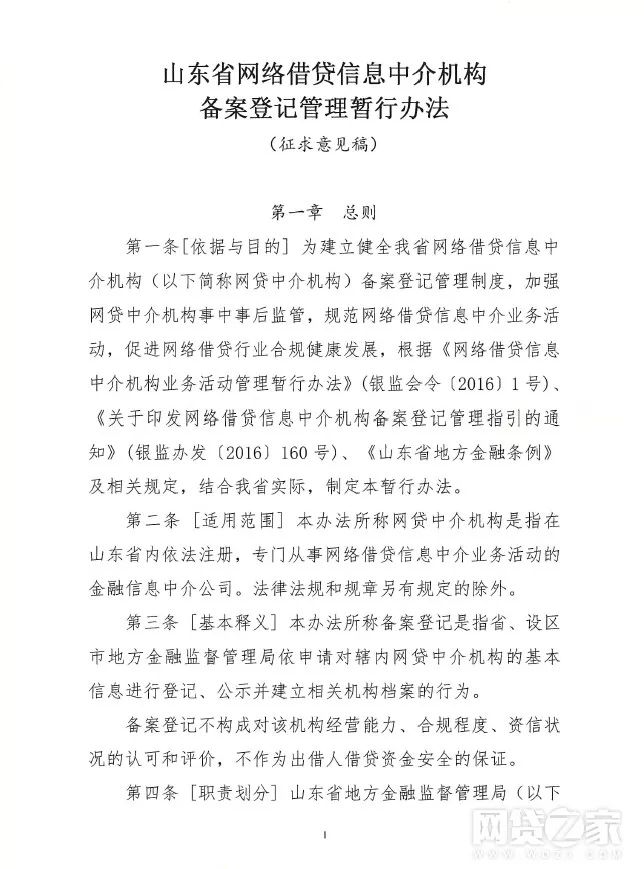 山东省网络借贷信息中介机构
备案登记管理暂行办法
（征求意见稿）
第一章 总则
第一条[依据与目的] 为建立健全我省网络借贷信息中
介机构（以下简称网贷中介机构）备案登记管理制度，加强
网贷中介机构事中事后监管，规范网络借贷信息中介业务活
动，促进网络借贷行业合规健康发展，根据《网络借贷信息
中介机构业务活动管理暂行办法》(银监会令〔2016〕1号)、
《关于印发网络借贷信息中介机构备案登记管理指引的通
知》(银监办发〔2016〕160号)、《山东省地方金融条例》
及相关规定，结合我省实际，制定本暂行办法。
第二条 [适用范围] 本办法所称网贷中介机构是指在
山东省内依法注册，专门从事网络借贷信息中介业务活动的
金融信息中介公司。法律法规和规章另有规定的除外。
第三条 [基本释义] 本办法所称备案登记是指省、设区
市地方金融监督管理局依申请对辖内网贷中介机构的基本
信息进行登记、公示并建立相关机构档案的行为。
备案登记不构成对该机构经营能力、合规程度、资信状
况的认可和评价，不作为出借人借贷资金安全的保证。
第四条 [职责划分] 山东省地方金融监督管理局（以下
1
网贷之家
www.wdzj.com